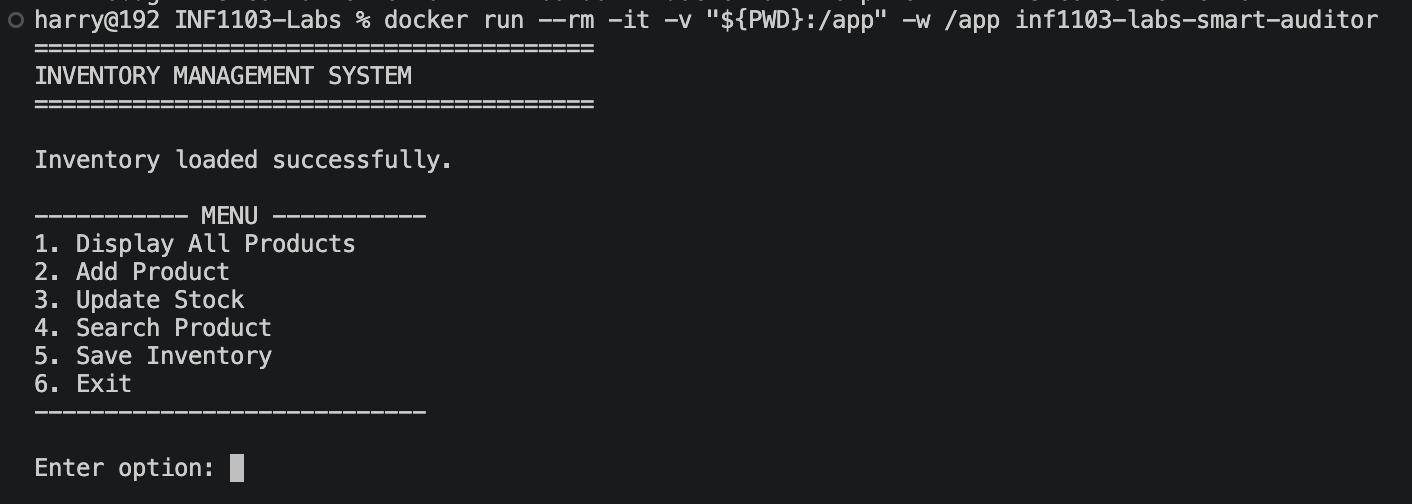 harry@192 INF1103-Labs % docker run --rm -it -v "${PWD}:/app" -w /app inf1103-labs-smart-auditor
========================================
INVENTORY MANAGEMENT SYSTEM
========================================
Inventory loaded successfully.
----------- MENU -----------
1. Display All Products
2. Add Product
3. Update Stock
4. Search Product
5. Save Inventory
6. Exit
----------------------------
Enter option: